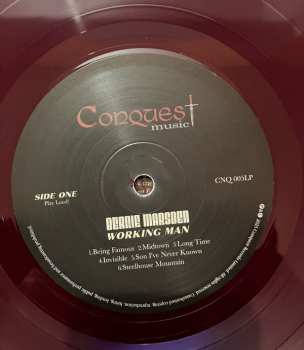 Conquest
music
SIDE ONE
Play Loud!
CNQ 005LP
BERNIE MARSDEN
WORKING MAN
1.Being Famous 2.Midtown 3.Long Time
4.Invisible 5.Son I've Never Known
6.Steelhouse Mountain